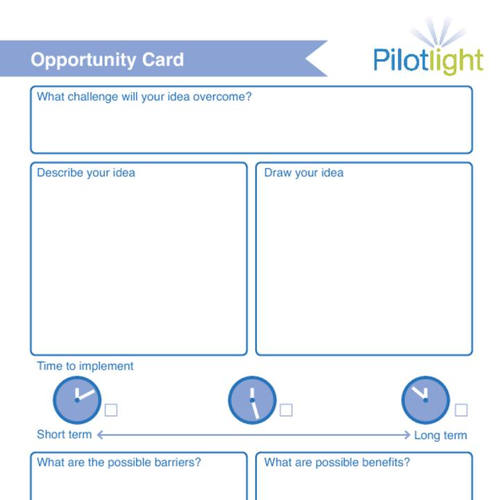 Opportunity Card
Pilotlight
What challenge will your idea overcome?
Describe your idea
Draw your idea
Time to implement
Short term
Long term
What are the possible barriers?
What are possible benefits?